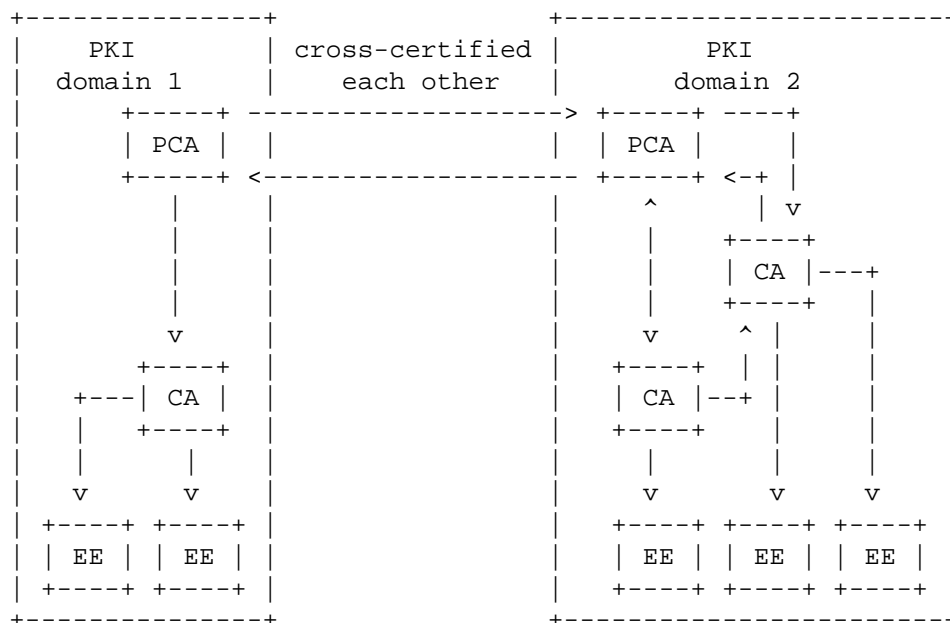 PKI cross-certified PKI
domain 1 each other domain 2
PCA PCA
CA
CA CA
EE EE EE EE EE